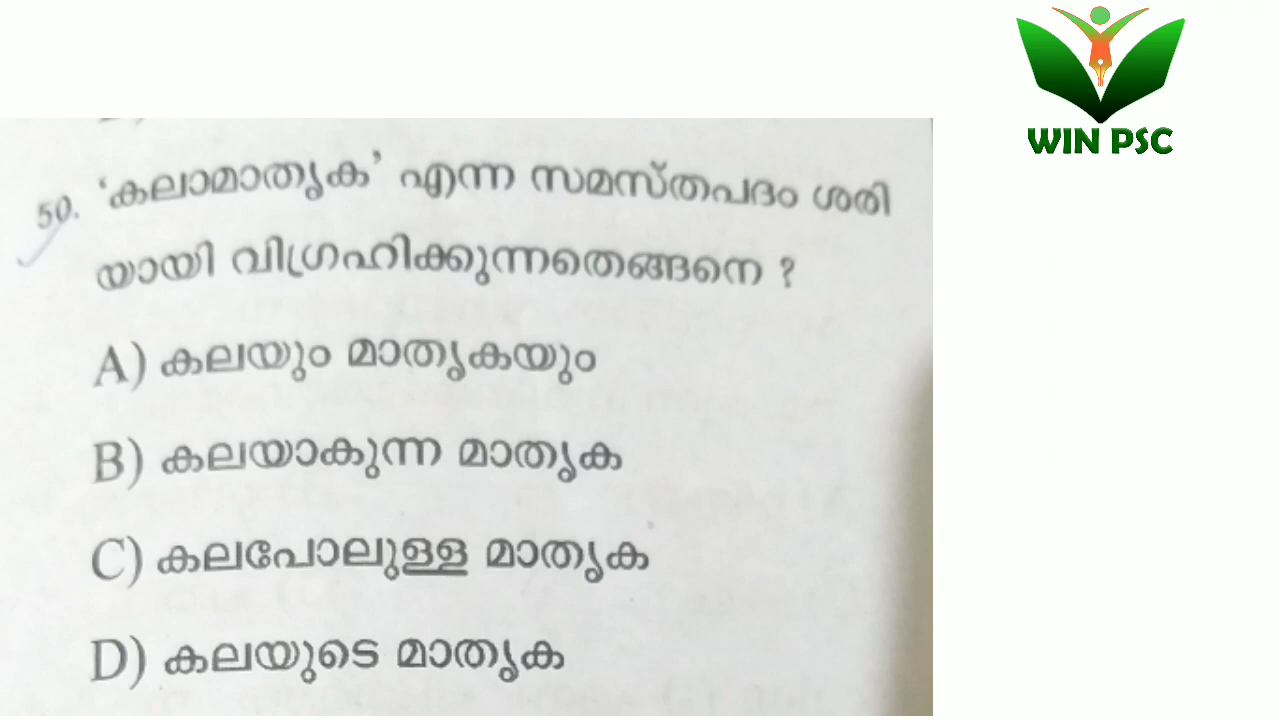 WIN PSC
50. 'കലാമാതൃക' എന്ന സമസ്തപദം ശരി
യായി വിഗ്രഹിക്കുന്നതെങ്ങനെ ?
A) കലയും മാതൃകയും
B) കലയാകുന്ന മാതൃക
C) കലപോലുള്ള മാതൃക
D) കലയുടെ മാതൃക